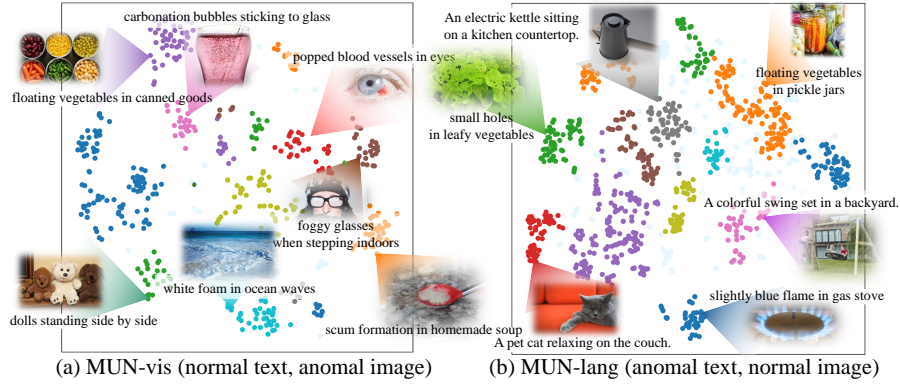 carbonation bubbles sticking to glass
popped blood vessels in eyes
floating vegetables in canned goods
foggy glasses
when stepping indoors
white foam in ocean waves
dolls standing side by side
scum formation in homemade soup
(a) MUN-vis (normal text, anomal image)
An electric kettle sitting
on a kitchen countertop.
floating vegetables
in pickle jars
small holes
in leafy vegetables
A colorful swing set in a backyard.
slightly blue flame in gas stove
A pet cat relaxing on the couch.
(b) MUN-lang (anomal text, normal image)